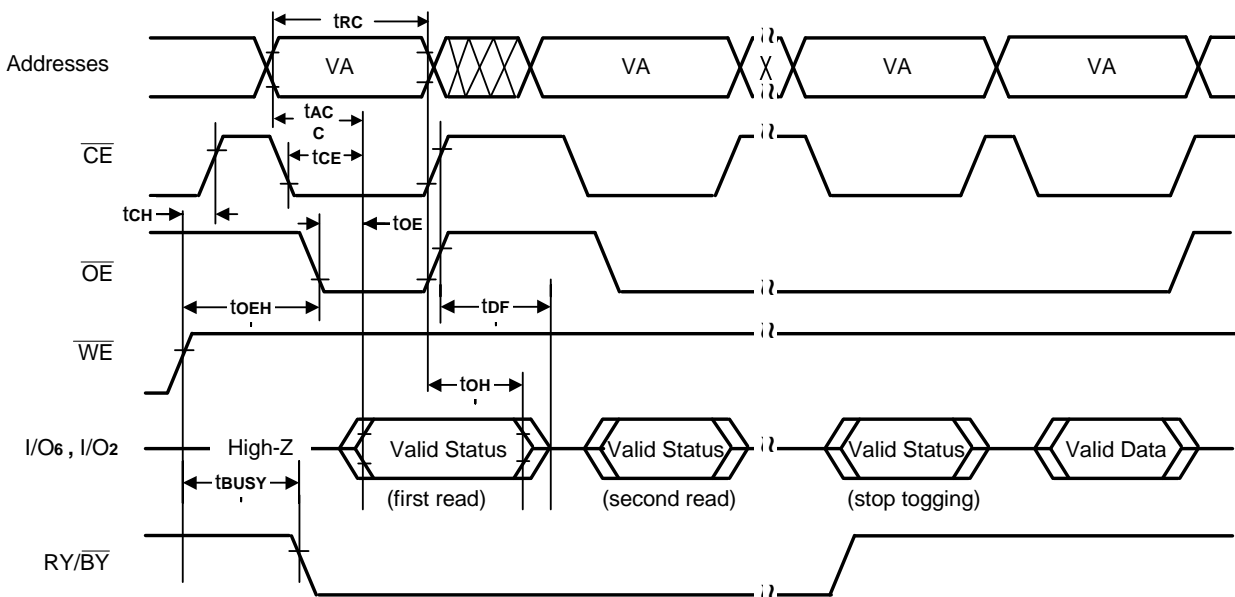 tRC
Addresses VA VA VA VA
tAC
C
CE tCE
tCH tOE
OE
tOEH tDF
WE
tOH
I/O6 , I/O2 High-Z Valid Status Valid Status Valid Status Valid Data
tBUSY (first read) (second read) (stop togging)
RY/BY